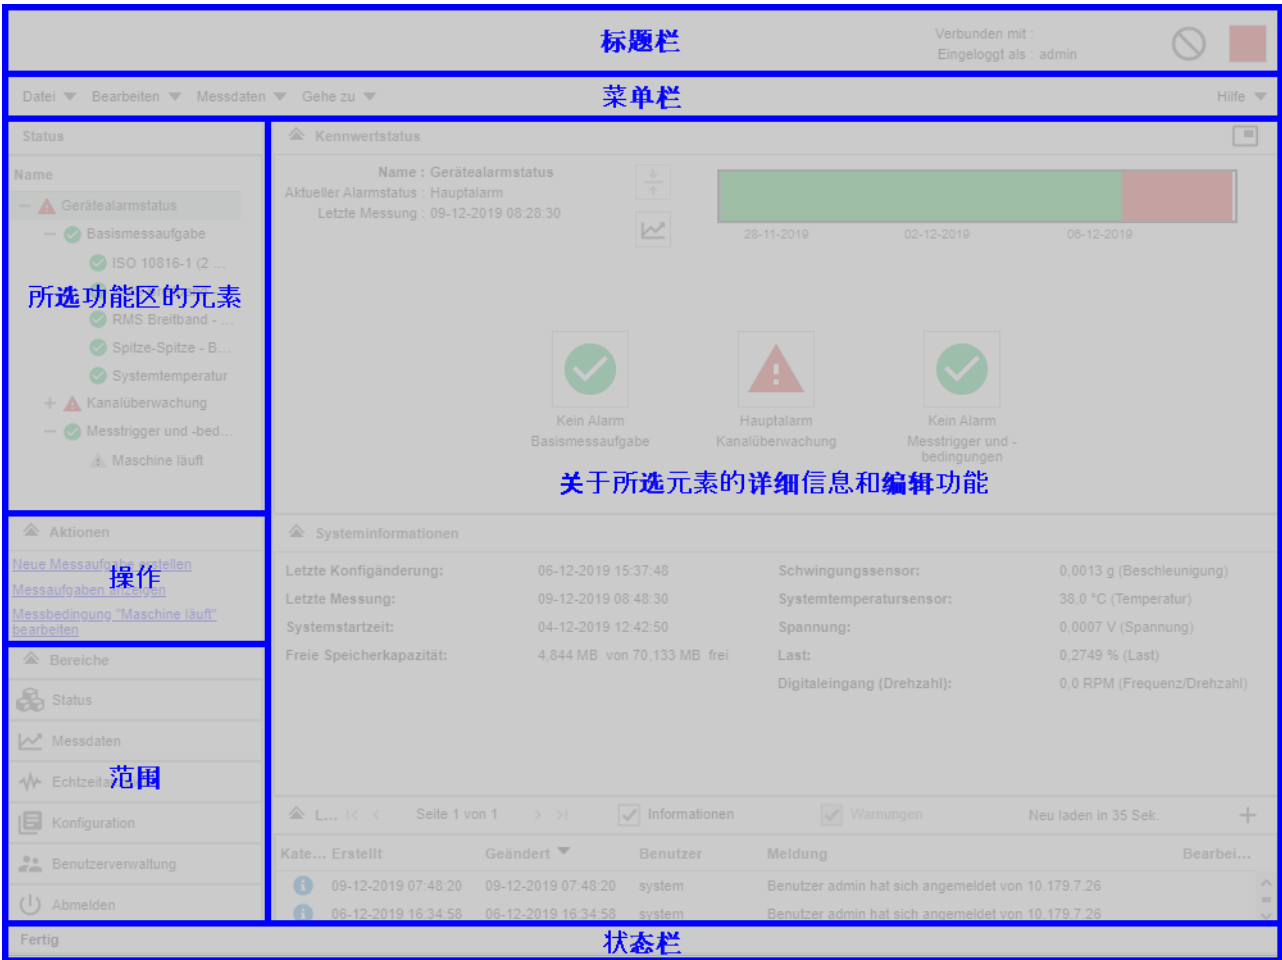 标题栏
Verbunden mit :
Eingeloggt als : admin
Datei Bearbeiten Messdaten Gehe zu
菜单栏
Hilfe
Status
Name
Gerätealarmstatus
Basismessaufgabe
ISO 10816-1 (2 ...
所选功能区的元素
RMS Breitband - ...
Spitze-Spitze - B...
Systemtemperatur
Kanalüberwachung
Messtrigger und -bed...
Maschine läuft
Kennwertstatus
Name : Gerätealarmstatus
Aktueller Alarmstatus : Hauptalarm
Letzte Messung : 09-12-2019 08:28:30
28-11-2019 02-12-2019 06-12-2019
Kein Alarm
Basismessaufgabe
Hauptalarm
Kanalüberwachung
Kein Alarm
Messtrigger und -
bedingungen
关于所选元素的详细信息和编辑功能
Aktionen
Neue Messaufgabe erstellen
操作
Messaufgaben anzeigen
Messbedingung "Maschine läuft"
bearbeiten
Bereiche
Status
Messdaten
范围
Konfiguration
Benutzerverwaltung
Abmelden
Systeminformationen
Letzte Konfigänderung: 06-12-2019 15:37:48
Letzte Messung: 09-12-2019 08:48:30
Systemstartzeit: 04-12-2019 12:42:50
Freie Speicherkapazität: 4,844 MB von 70,133 MB frei
Schwingungssensor: 0,0013 g (Beschleunigung)
Systemtemperatursensor: 38,0 °C (Temperatur)
Spannung: 0,0007 V (Spannung)
Last: 0,2749 % (Last)
Digitaleingang (Drehzahl): 0,0 RPM (Frequenz/Drehzahl)
L... Seite 1 von 1 Informationen Warnungen Neu laden in 35 Sek.
Kate... Erstellt Geändert Benutzer Meldung Bearbei...
09-12-2019 07:48:20 09-12-2019 07:48:20 system Benutzer admin hat sich angemeldet von 10.179.7.26
06-12-2019 16:34:58 06-12-2019 16:34:58 system Benutzer admin hat sich angemeldet von 10.179.7.26
Fertig
状态栏